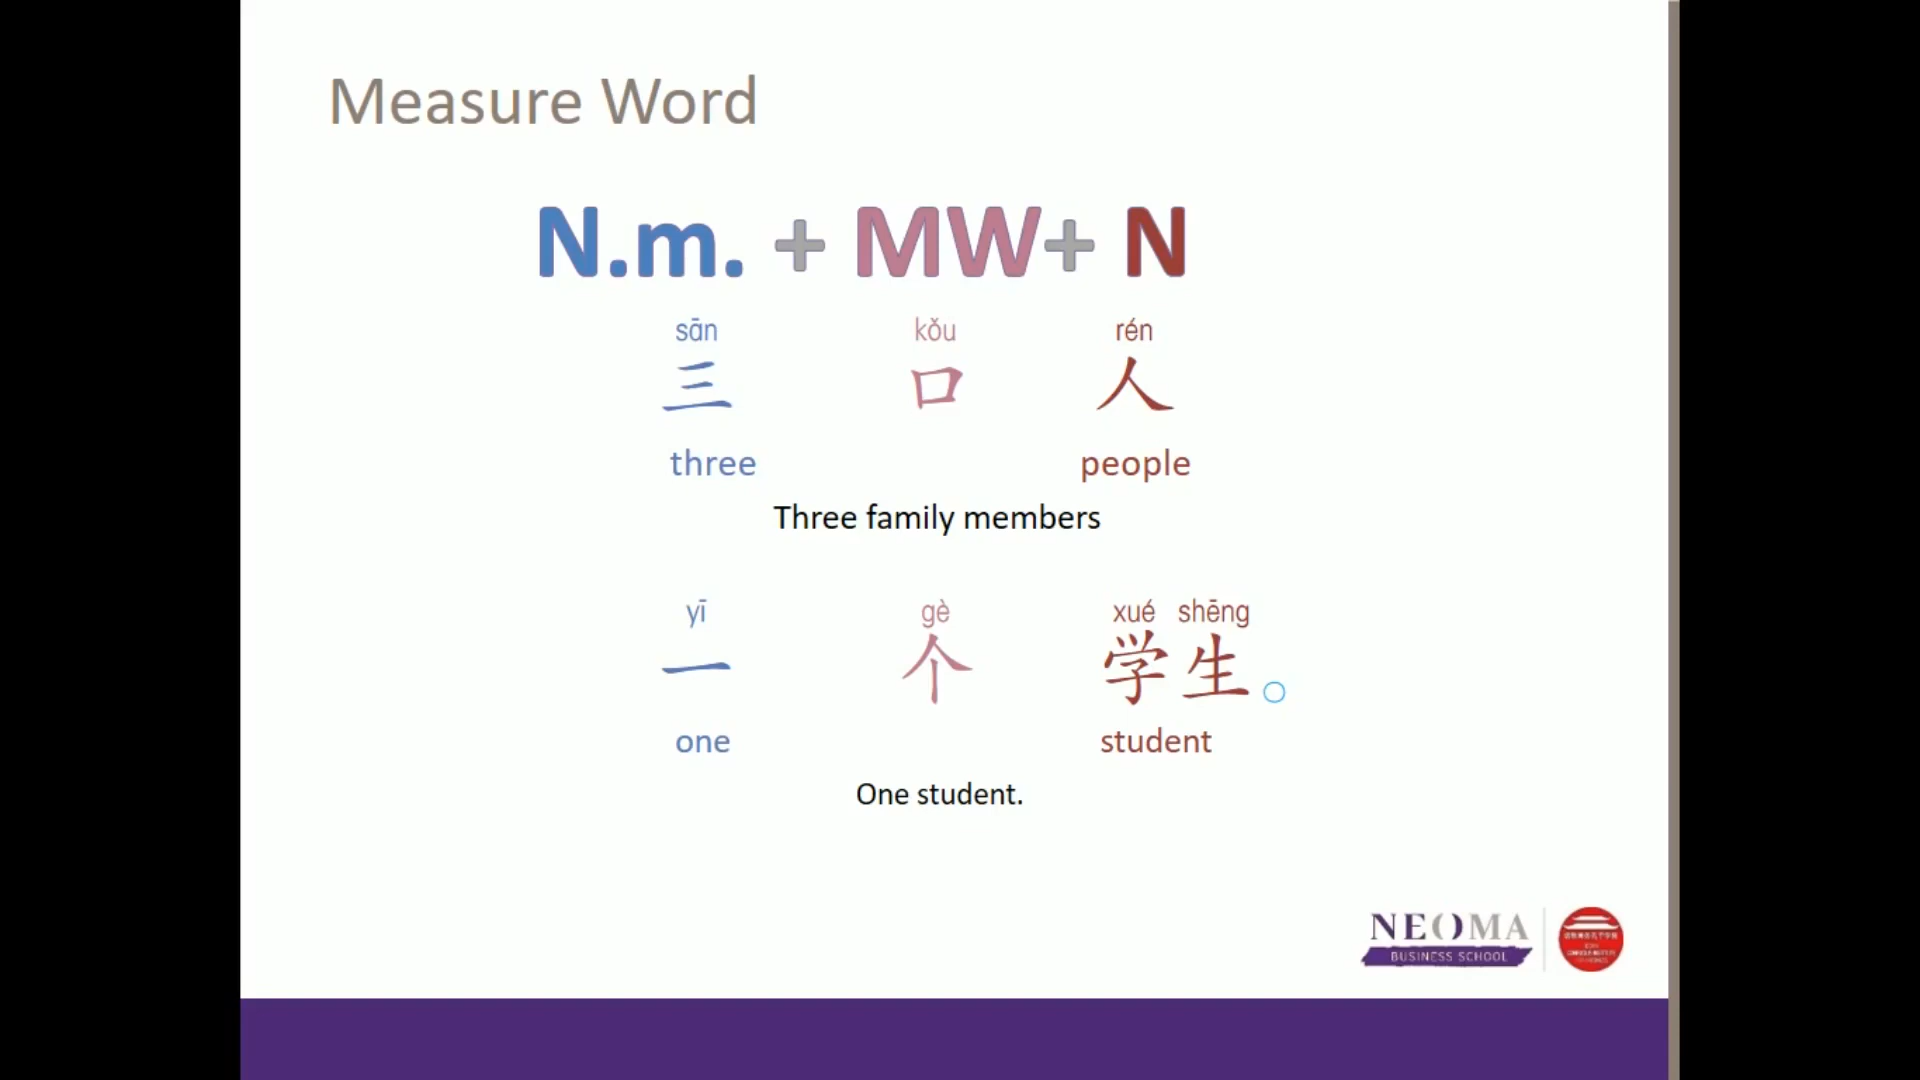 Measure Word
N.m. + MW+ N
sān kǒu rén
三 口 人
three people
Three family members
yī gè xué shēng
一 个 学生。
one student
One student.
NEOMA
BUSINESS SCHOOL